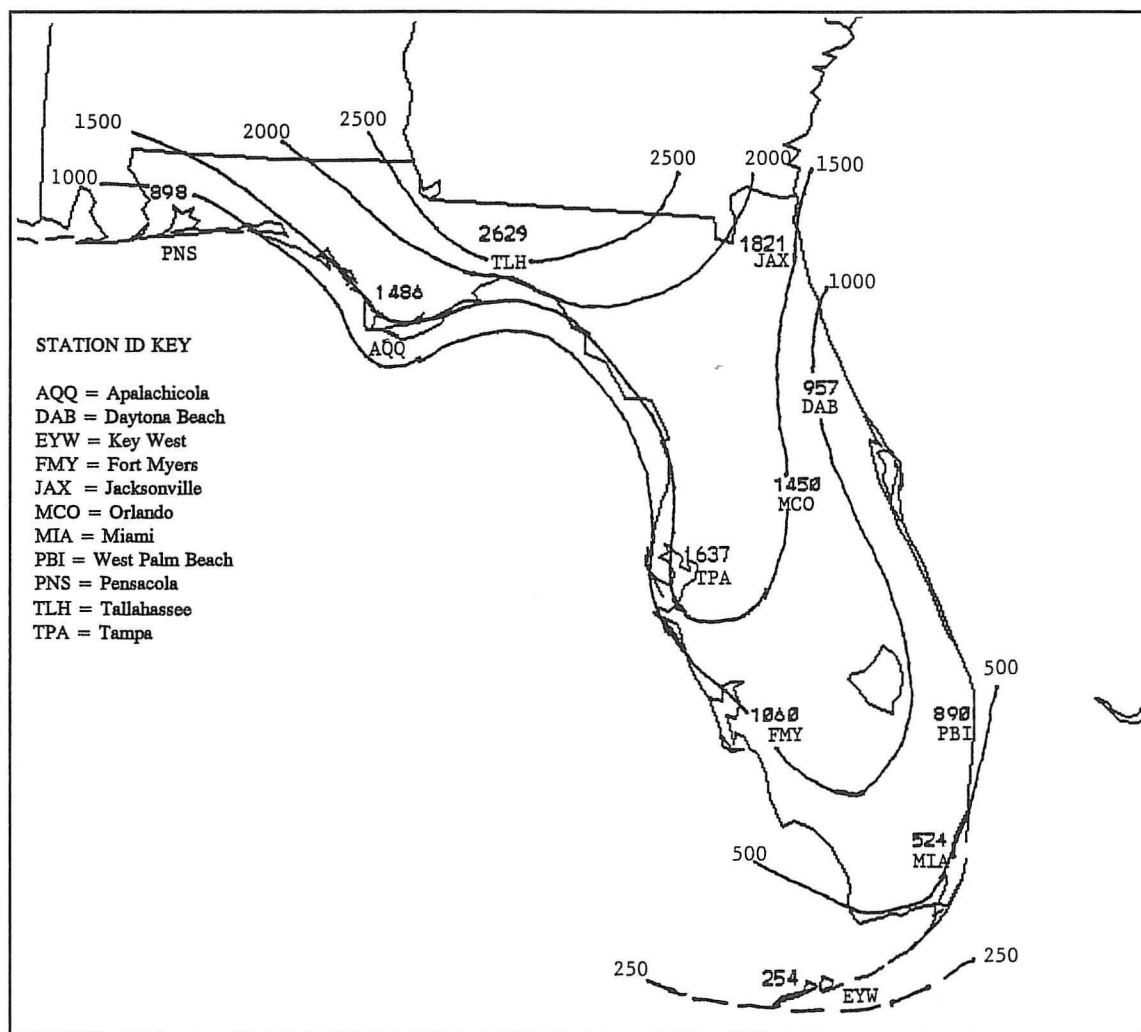 1500
2000
2500
2500
2000
1500
1000
898
PNS
2629
TLH
1821
JAX
1000
1486
AQQ
STATION ID KEY
AQQ = Apalachicola
DAB = Daytona Beach
EYW = Key West
FMY = Fort Myers
JAX = Jacksonville
MCO = Orlando
MIA = Miami
PBI = West Palm Beach
PNS = Pensacola
TLH = Tallahassee
TPA = Tampa
957
DAB
1450
MCO
1637
TPA
500
890
PBI
1060
FMY
524
MIA
500
250
254
EYW
250